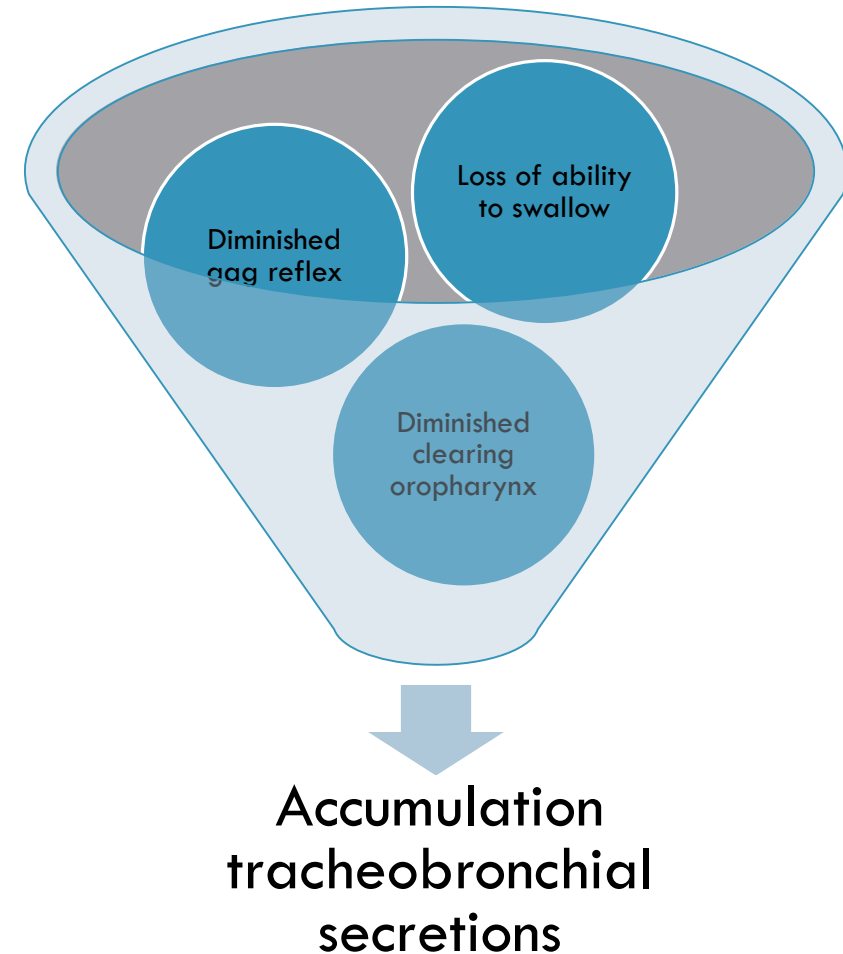 Loss of ability
to swallow
Diminished
gag reflex
Diminished
clearing
oropharynx
Accumulation
tracheobronchial
secretions